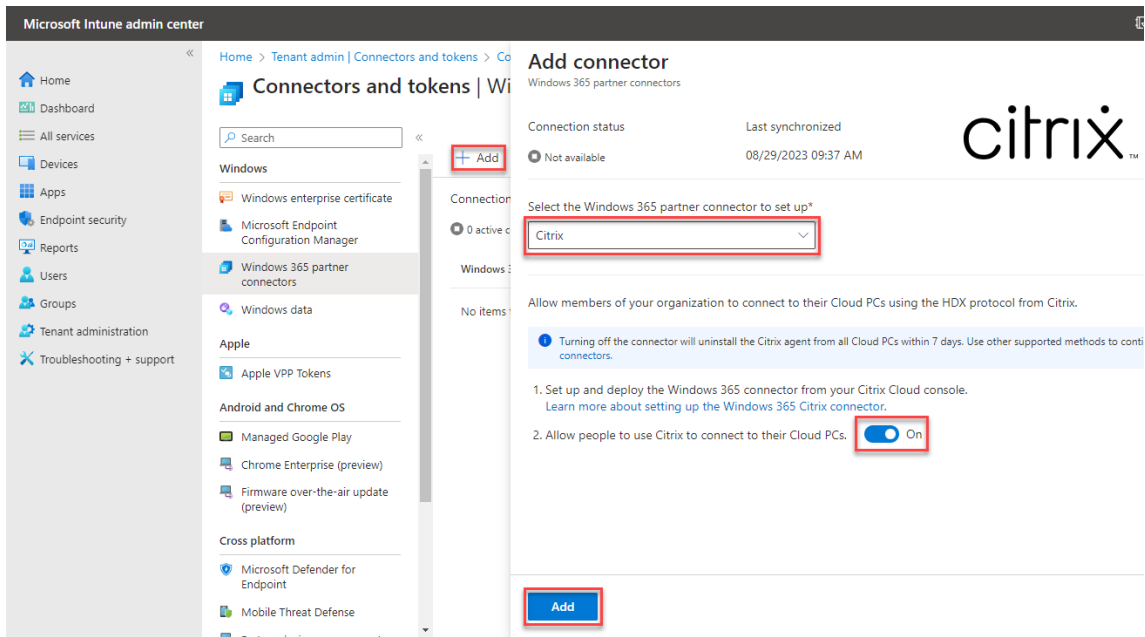 Microsoft Intune admin center
Home
Dashboard
All services
Devices
Apps
Endpoint security
Reports
Users
Groups
Tenant administration
Troubleshooting + support
Home > Tenant admin | Connectors and tokens > Co
Connectors and tokens | Wi
Search
Windows
Windows enterprise certificate
Microsoft Endpoint
Configuration Manager
Windows 365 partner
connectors
Windows data
Apple
Apple VPP Tokens
Android and Chrome OS
Managed Google Play
Chrome Enterprise (preview)
Firmware over-the-air update
(preview)
Cross platform
Microsoft Defender for
Endpoint
Mobile Threat Defense
+ Add
Connection
0 active c
Windows 3
No items
Add connector
Windows 365 partner connectors
Connection status
Not available
Last synchronized
08/29/2023 09:37 AM
citrix™
Select the Windows 365 partner connector to set up*
Citrix
Allow members of your organization to connect to their Cloud PCs using the HDX protocol from Citrix.
Turning off the connector will uninstall the Citrix agent from all Cloud PCs within 7 days. Use other supported methods to conti
connectors.
1. Set up and deploy the Windows 365 connector from your Citrix Cloud console.
Learn more about setting up the Windows 365 Citrix connector.
2. Allow people to use Citrix to connect to their Cloud PCs.
On
Add